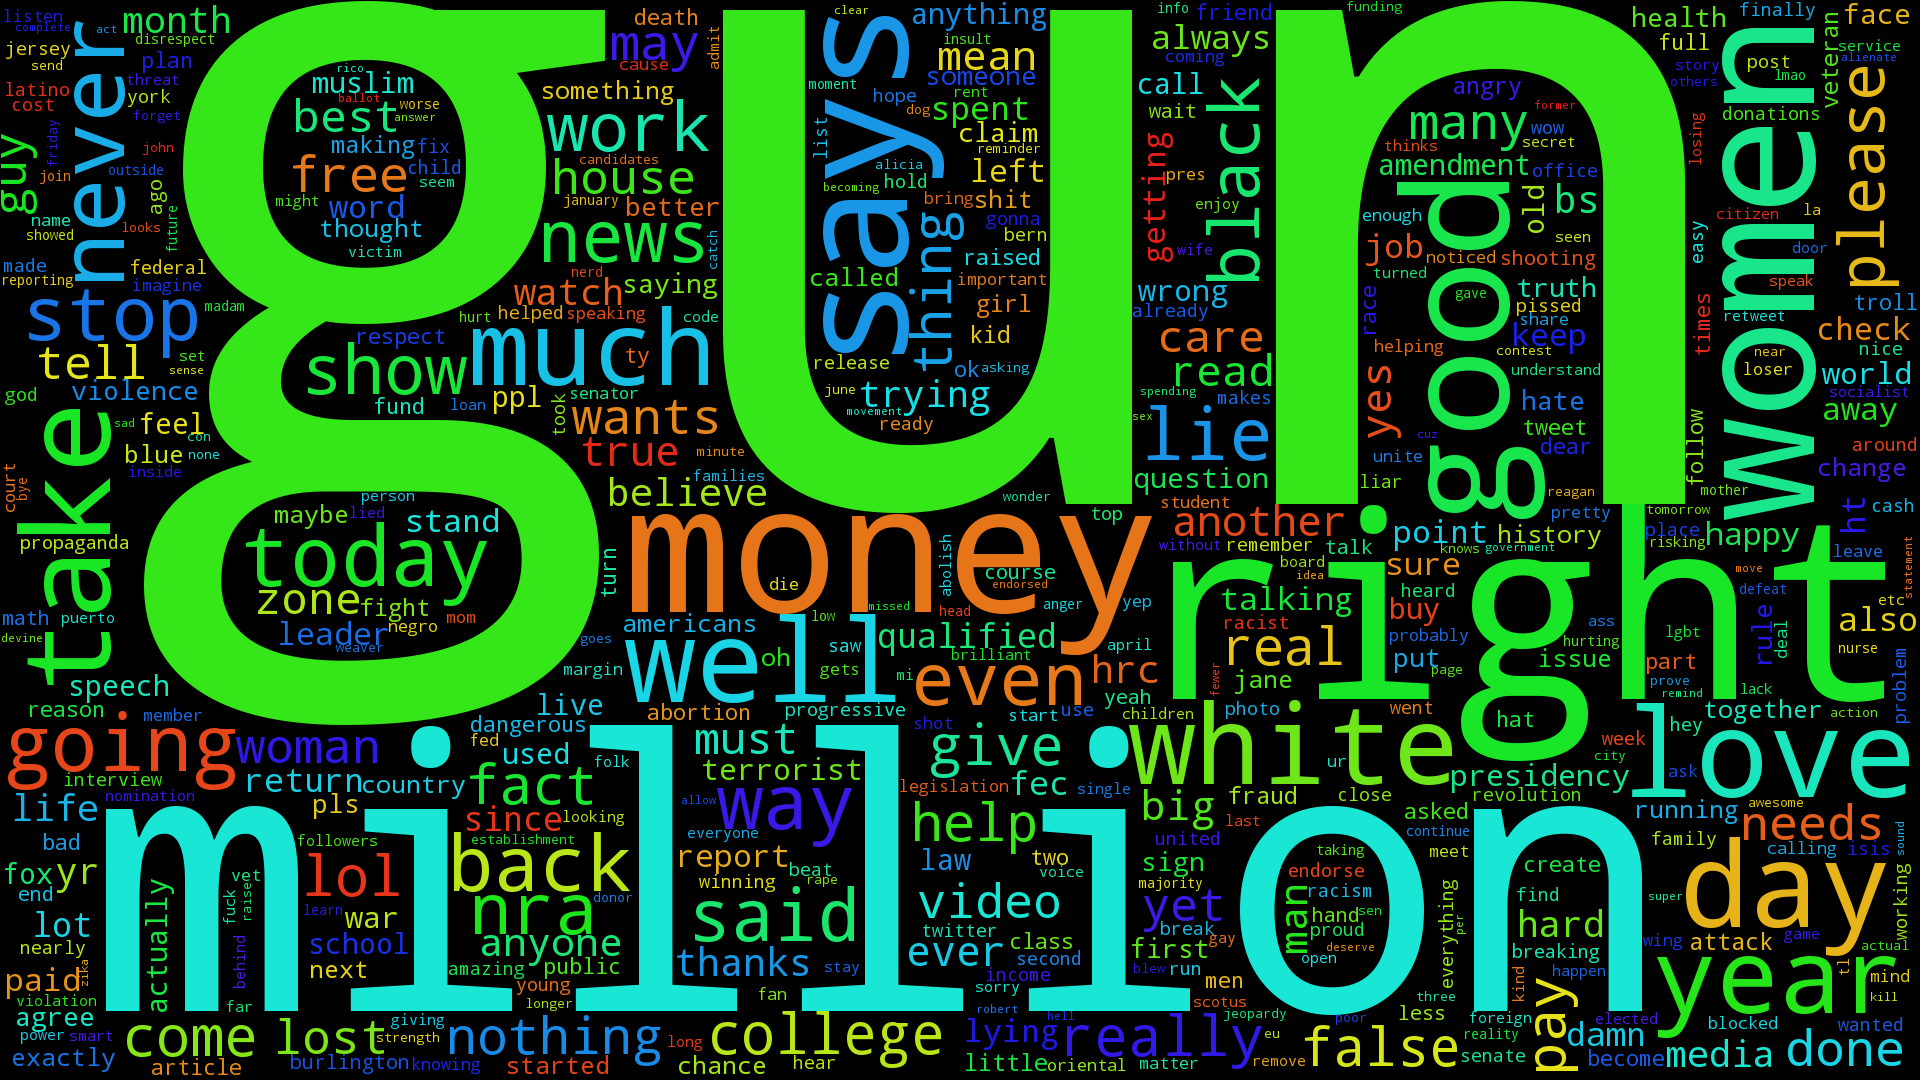 gun
million
right
money
says
good
women
today
well
much
day
year
white
love
way
back
said
take
never
news
work
stop
show
going
really
nothing
college
false
black
please
even
real
lie
many
nra
fact
lol
give
help
video
yet
come
lost
done
pay
needs
hard
big
woman
zone
wants
true
believe
house
free
best
may
mean
always
care
read
thing
trying
another
yes
job
bs
keep
world
happy
also
sure
point
hrc
qualified
must
terrorist
report
thanks
ever
anyone
since
return
life
lot
paid
fox
yr
school
war
next
pls
used
live
tell
feel
blue
violence
guy
month
muslim
making
fix
child
seem
word
thought
victim
might
rico
ballot
worse
answer
listen
complete
act
jersey
send
disrespect
plan
threat
latino
cost
york
forget
friday
john
join
outside
ago
name
showed
looks
future
made
reporting
federal
imagine
madam
set
sense
god
sad
con
none
inside
court
bye
propaganda
math
puerto
devine
speech
reason
member
interview
nomination
bad
end
nearly
violation
zika
power
smart
agree
exactly
article
actually
far
behind
fuck
vet
raise
learn
followers
country
looking
establishment
dangerous
fed
folk
death
cause
admit
something
candidates
january
better
nerd
catch
watch
saying
hurt
helped
speaking
code
respect
fund
loan
ppl
ty
senator
took
minute
families
maybe
lied
person
stand
fight
negro
mom
leader
weaver
turn
goes
americans
margin
abortion
oh
low
saw
gets
missed
die
progressive
brilliant
mi
head
abolish
course
endorsed
anger
yep
april
yeah
top
wonder
anything
clear
insult
someone
moment
hope
rent
dog
spent
claim
reminder
left
list
alicia
becoming
hold
bring
shit
gonna
bern
called
raised
important
girl
kid
release
ok
asking
june
movement
ready
info
friend
funding
coming
call
wait
pres
enjoy
getting
wife
wrong
already
makes
spending
sex
question
student
without
remember
talk
board
idea
talking
racist
jane
fewer
children
photo
start
use
shot
legislation
fec
single
angry
former
wow
secret
thinks
amendment
office
old
seen
enough
turned
noticed
shooting
race
gave
truth
pissed
share
helping
contest
understand
hate
tweet
unite
cuz
dear
liar
reagan
pretty
history
knows
government
heard
buy
probably
put
page
ass
hurting
issue
went
hat
health
finally
face
full
service
story
others
post
lmao
alienate
veteran
donations
losing
citizen
la
easy
door
speak
troll
times
retweet
check
near
loser
nice
socialist
away
follow
around
change
mother
ht
cash
tomorrow
place
risking
leave
statement
move
defeat
etc
rule
deal
lgbt
nurse
part
prove
remind
lack
problem
together
action
hey
week
city
ask
presidency
revolution
running
awesome
family
calling
isis
sound
ur
fraud
close
asked
continue
meet
last
united
sign
majority
law
two
voice
everyone
allow
winning
beat
rape
donor
twitter
class
second
income
amazing
public
young
longer
stay
fan
sorry
robert
hell
lying
little
oriental
matter
hear
chance
long
started
knowing
burlington
giving
strength
first
break
gay
blew
run
men
scotus
jeopardy
eu
remove
poor
taking
endorse
racism
man
hand
sen
proud
deserve
open
everything
per
three
less
create
find
breaking
happen
kind
foreign
reality
senate
elected
damn
become
media
blocked
wanted
super
wing
attack
game
working
actual
tl
mind
kill